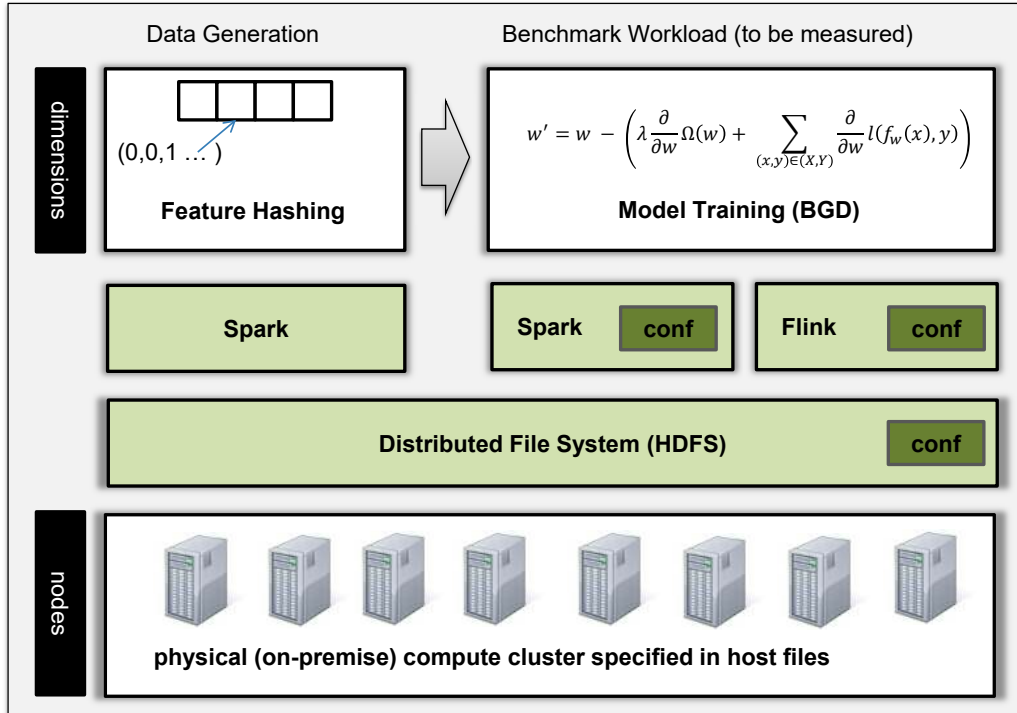 Data Generation
Benchmark Workload (to be measured)
dimensions
(0,0,1 … )
Feature Hashing
w′ = w − (λ ∂/∂w Ω(w) + ∑_{(x,y)∈(X,Y)} ∂/∂w l(f_w(x), y))
Model Training (BGD)
Spark
Spark
conf
Flink
conf
Distributed File System (HDFS)
conf
nodes
physical (on-premise) compute cluster specified in host files